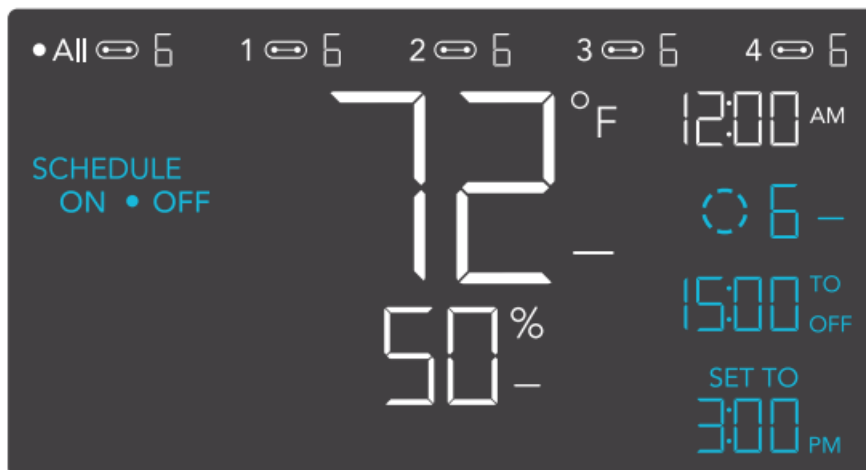 • All 6 1 6 2 6 3 6 4 6
72 °F
12:00 AM
SCHEDULE
ON • OFF
6 –
15:00 TO OFF
50 %
SET TO
3:00 PM